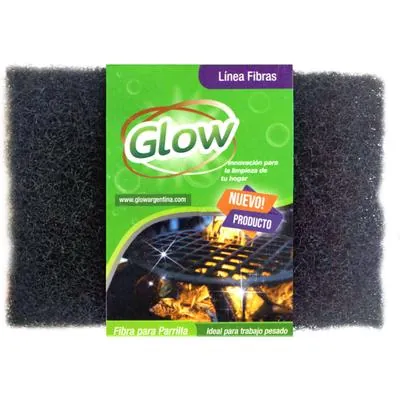 Línea Fibras
Glow
innovación para
la limpieza de
tu hogar
www.glowargentina.com
NUEVO!
PRODUCTO
Fibra para Parrilla
Ideal para trabajo pesado